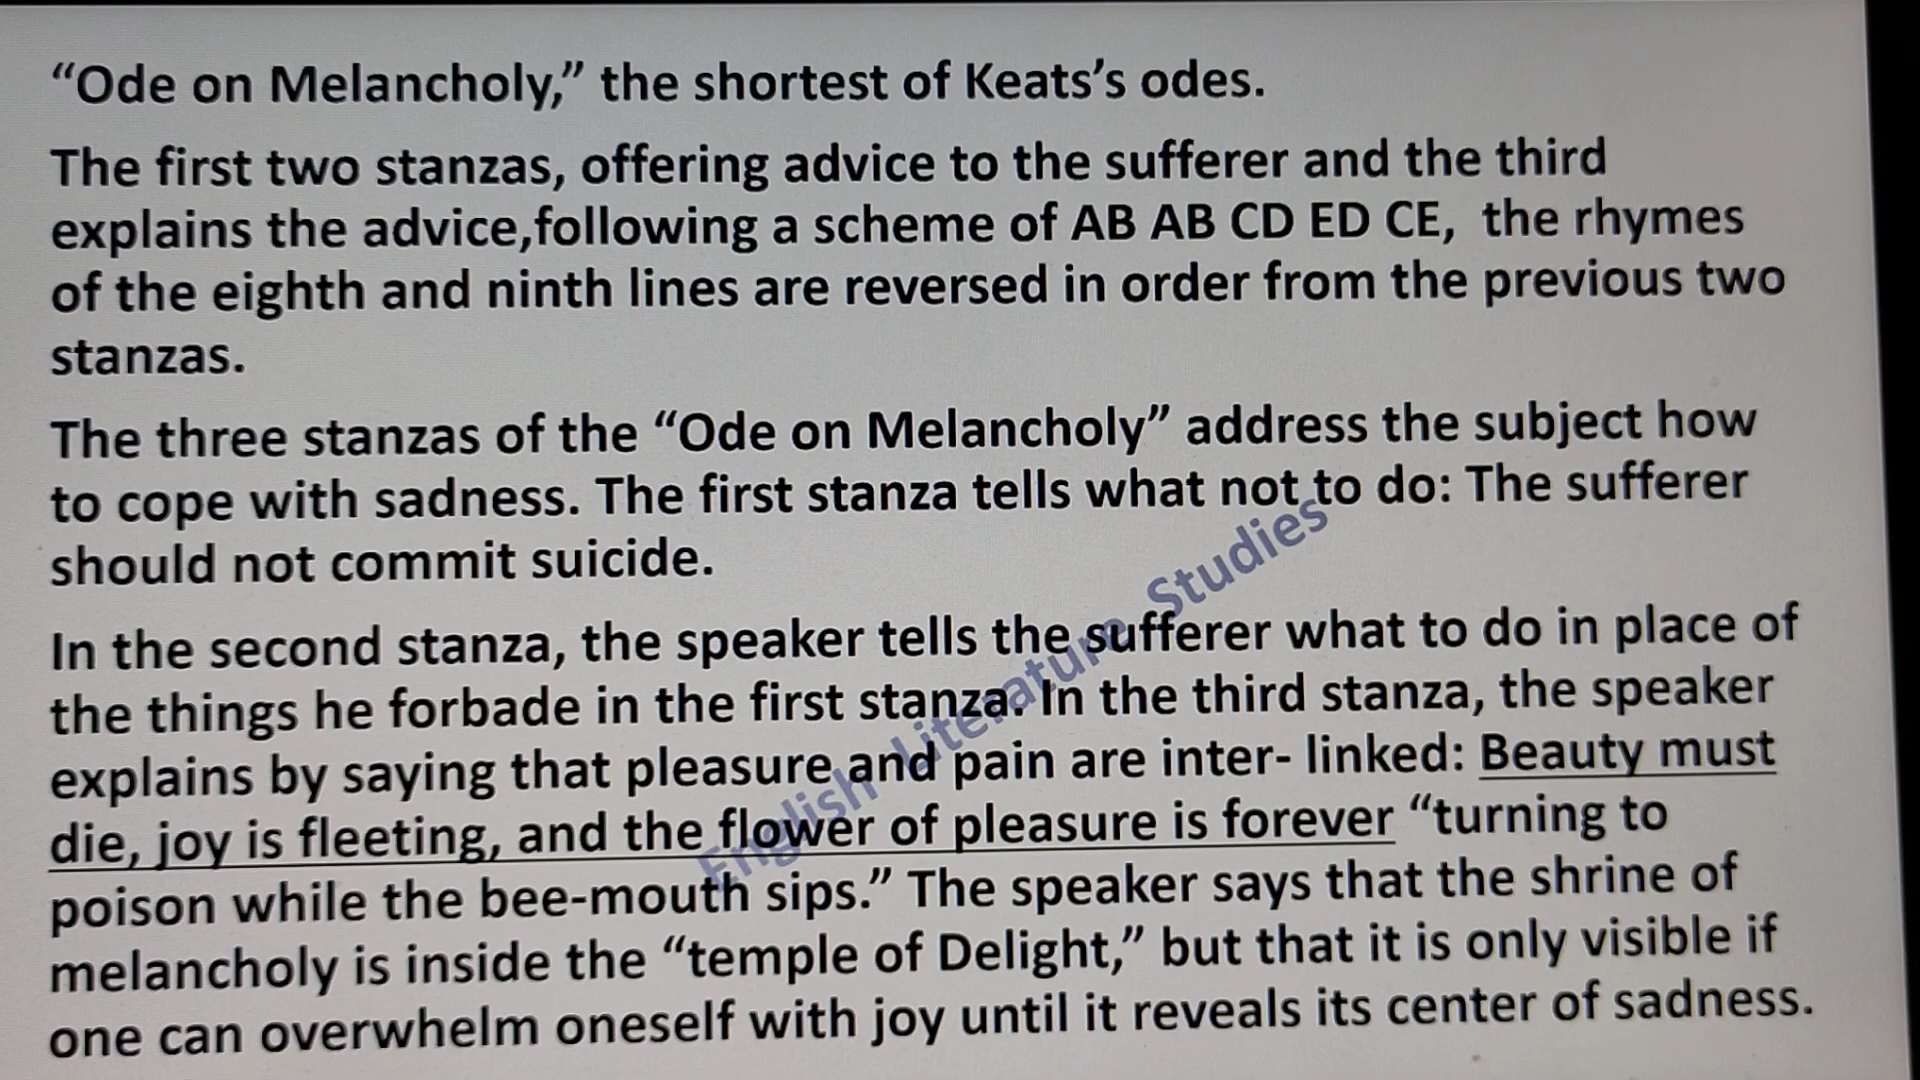 “Ode on Melancholy,” the shortest of Keats’s odes.
The first two stanzas, offering advice to the sufferer and the third
explains the advice,following a scheme of AB AB CD ED CE, the rhymes
of the eighth and ninth lines are reversed in order from the previous two
stanzas.
The three stanzas of the “Ode on Melancholy” address the subject how
to cope with sadness. The first stanza tells what not to do: The sufferer
should not commit suicide.
In the second stanza, the speaker tells the sufferer what to do in place of
the things he forbade in the first stanza. In the third stanza, the speaker
explains by saying that pleasure and pain are inter- linked: Beauty must
die, joy is fleeting, and the flower of pleasure is forever “turning to
poison while the bee-mouth sips.” The speaker says that the shrine of
melancholy is inside the “temple of Delight,” but that it is only visible if
one can overwhelm oneself with joy until it reveals its center of sadness.
English Literature Studies